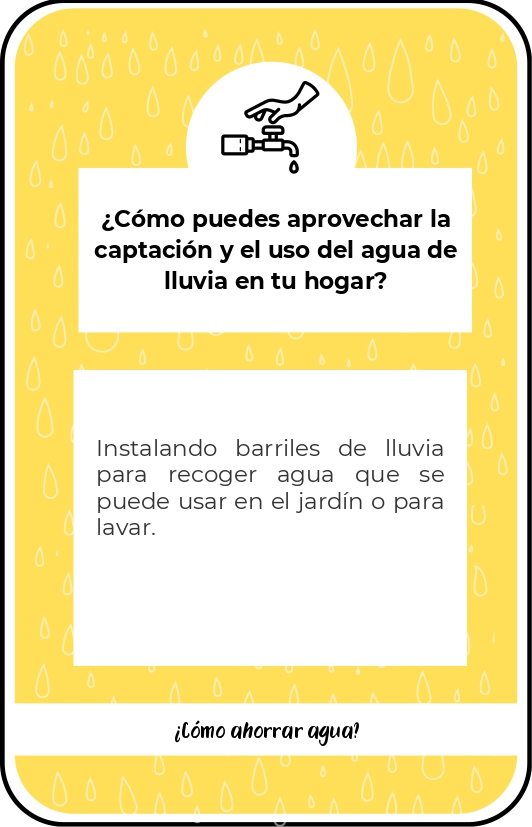 ¿Cómo puedes aprovechar la
captación y el uso del agua de
lluvia en tu hogar?
Instalando barriles de lluvia
para recoger agua que se
puede usar en el jardín o para
lavar.
¿Cómo ahorrar agua?